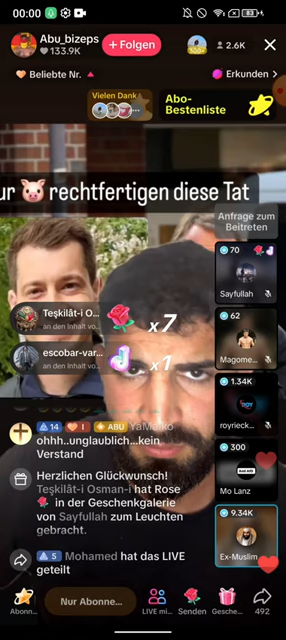 00:00
83
Abu_bizeps
133.9K
+ Folgen
2.6K
Beliebte Nr.
Erkunden >
Vielen Dank
Abo-
Bestenliste
ur 🐷 rechtfertigen diese Tat
Anfrage zum
Beitreten
70
Sayfullah
Teşkilât-i O...
an den Inhalt vo...
x7
62
Magome...
escobar-var...
an den Inhalt vo...
x1
1.34K
royrieck...
14 1 ABU YaMalko
ohhh..unglaublich...kein
Verstand
300
Mo Lanz
Herzlichen Glückwunsch!
Teşkilât-i Osman-i hat Rose
🌹 in der Geschenkgalerie
von Sayfullah zum Leuchten
gebracht.
9.34K
Ex-Muslim
5 Mohamed hat das LIVE
geteilt
Abonn...
Nur Abonne...
LIVE mi...
Senden
Gesche...
492